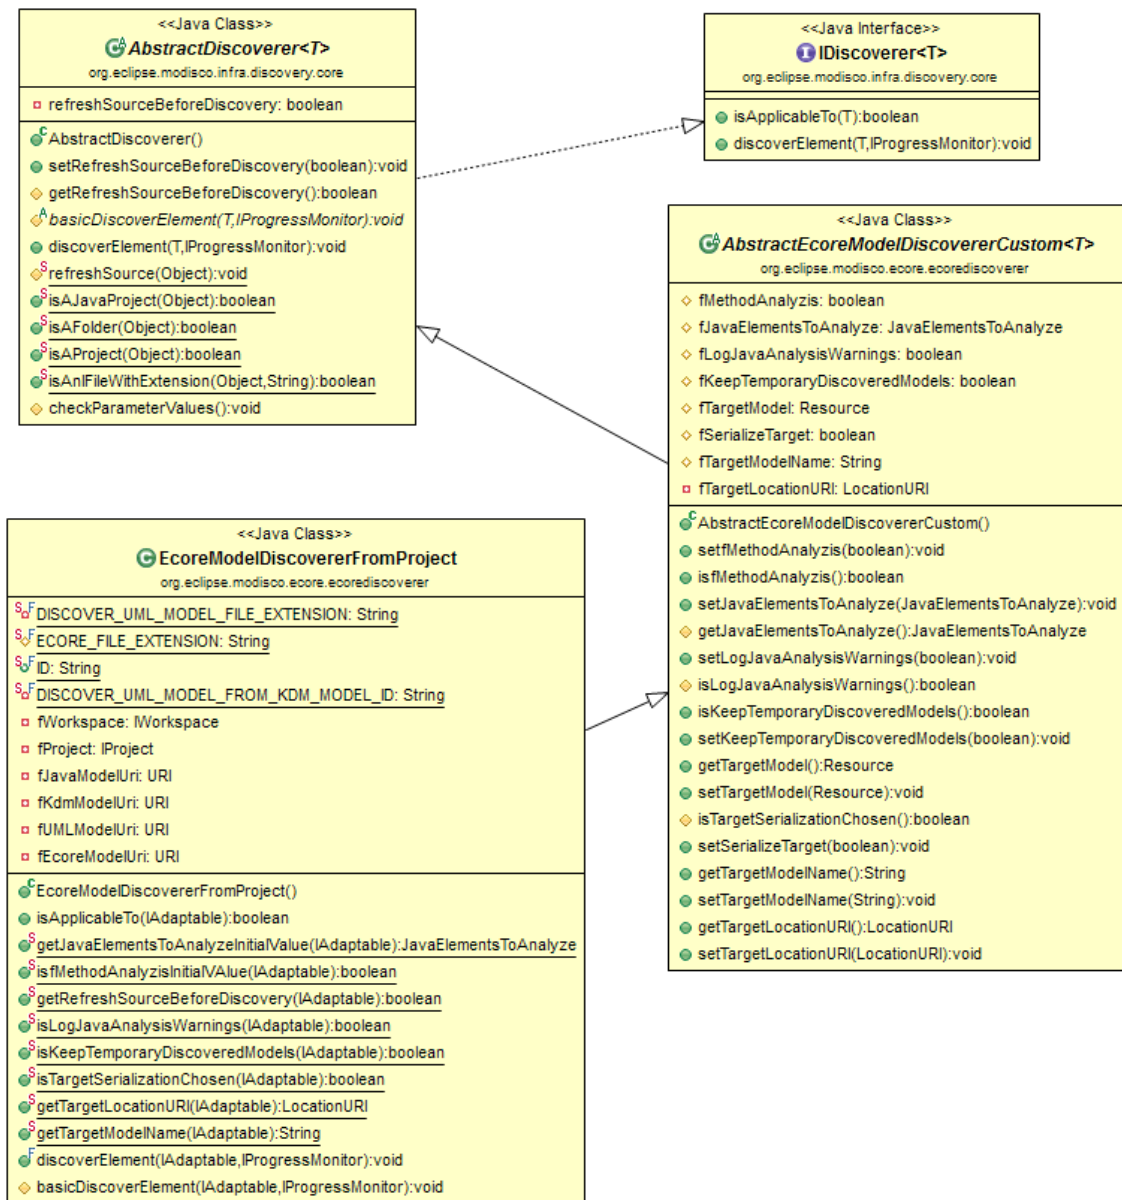 <<Java Class>>
AbstractDiscoverer<T>
org.eclipse.modisco.infra.discovery.core
refreshSourceBeforeDiscovery: boolean
AbstractDiscoverer()
setRefreshSourceBeforeDiscovery(boolean):void
getRefreshSourceBeforeDiscovery():boolean
basicDiscoverElement(T,IProgressMonitor):void
discoverElement(T,IProgressMonitor):void
refreshSource(Object):void
isAJavaProject(Object):boolean
isAFolder(Object):boolean
isAProject(Object):boolean
isAnIFileWithExtension(Object,String):boolean
checkParameterValues():void
<<Java Interface>>
IDiscoverer<T>
org.eclipse.modisco.infra.discovery.core
isApplicableTo(T):boolean
discoverElement(T,IProgressMonitor):void
<<Java Class>>
AbstractEcoreModelDiscovererCustom<T>
org.eclipse.modisco.ecore.ecorediscoverer
fMethodAnalyzis: boolean
fJavaElementsToAnalyze: JavaElementsToAnalyze
fLogJavaAnalysisWarnings: boolean
fKeepTemporaryDiscoveredModels: boolean
fTargetModel: Resource
fSerializeTarget: boolean
fTargetModelName: String
fTargetLocationURI: LocationURI
AbstractEcoreModelDiscovererCustom()
setfMethodAnalyzis(boolean):void
isfMethodAnalyzis():boolean
setJavaElementsToAnalyze(JavaElementsToAnalyze):void
getJavaElementsToAnalyze():JavaElementsToAnalyze
setLogJavaAnalysisWarnings(boolean):void
isLogJavaAnalysisWarnings():boolean
isKeepTemporaryDiscoveredModels():boolean
setKeepTemporaryDiscoveredModels(boolean):void
getTargetModel():Resource
setTargetModel(Resource):void
isTargetSerializationChosen():boolean
setSerializeTarget(boolean):void
getTargetModelName():String
setTargetModelName(String):void
getTargetLocationURI():LocationURI
setTargetLocationURI(LocationURI):void
<<Java Class>>
EcoreModelDiscovererFromProject
org.eclipse.modisco.ecore.ecorediscoverer
DISCOVER_UML_MODEL_FILE_EXTENSION: String
ECORE_FILE_EXTENSION: String
ID: String
DISCOVER_UML_MODEL_FROM_KDM_MODEL_ID: String
fWorkspace: IWorkspace
fProject: IProject
fJavaModelUri: URI
fKdmModelUri: URI
fUMLModelUri: URI
fEcoreModelUri: URI
EcoreModelDiscovererFromProject()
isApplicableTo(IAdaptable):boolean
getJavaElementsToAnalyzeInitialValue(IAdaptable):JavaElementsToAnalyze
isfMethodAnalyzisInitialVAlue(IAdaptable):boolean
getRefreshSourceBeforeDiscovery(IAdaptable):boolean
isLogJavaAnalysisWarnings(IAdaptable):boolean
isKeepTemporaryDiscoveredModels(IAdaptable):boolean
isTargetSerializationChosen(IAdaptable):boolean
getTargetLocationURI(IAdaptable):LocationURI
getTargetModelName(IAdaptable):String
discoverElement(IAdaptable,IProgressMonitor):void
basicDiscoverElement(IAdaptable,IProgressMonitor):void